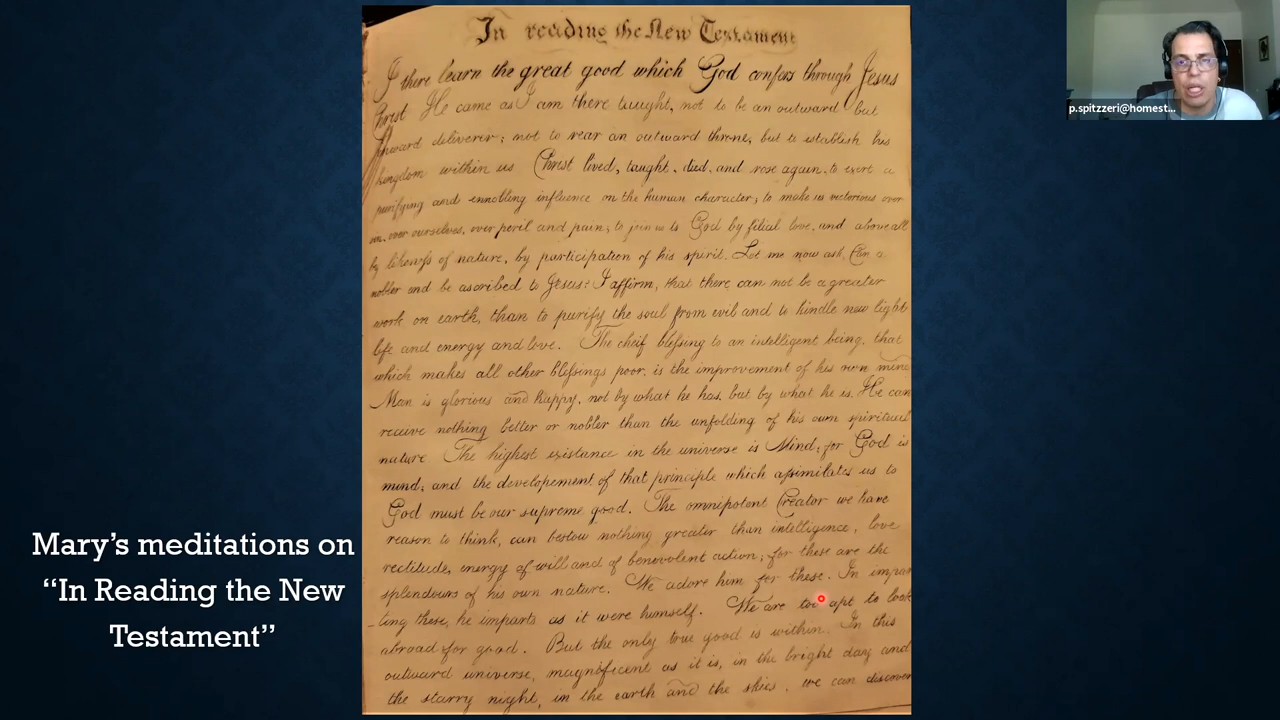 In reading the New Testament
I there learn the great good which God confers through Jesus
Christ He came as I am there taught, not to be an outward but
inward deliverer; not to rear an outward throne, but to establish his
kingdom within us Christ lived, taught, died, and rose again, to exert a
purifying and ennobling influence on the human character; to make us victorious over
sin, over ourselves, over peril and pain; to join us to God by filial love, and above all
by likeness of nature, by participation of his spirit. Let me now ask, Can a
nobler end be ascribed to Jesus? I affirm, that there can not be a greater
work on earth, than to purify the soul from evil and to kindle new light
life and energy and love. The cheif blessing to an intelligent being, that
which makes all other blessings poor, is the improvement of his own mind
Man is glorious and happy, not by what he has, but by what he is. He can
receive nothing better or nobler than the unfolding of his own spiritual
nature. The highest existance in the universe is Mind; for God is
mind; and the developement of that principle which assimilates us to
God must be our supreme good. The omnipotent Creator we have
reason to think, can bestow nothing greater than intelligence, love
rectitude, energy of will and of benevolent action; for these are the
splendours of his own nature. We adore him for these. In impar
-ting these, he imparts as it were himself. We are too apt to look
abroad for good. But the only true good is within. In this
outward universe, magnificent as it is, in the bright day and
the starry night, in the earth and the skies, we can discover
Mary's meditations on
"In Reading the New
Testament"
p.spitzzeri@homest...